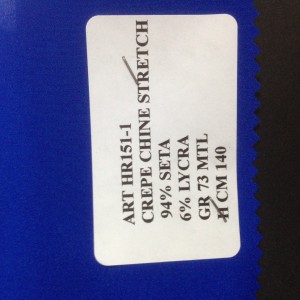 ART HR151-1
CREPE CHINE STRETCH
94% SETA
6% LYCRA
GR 73 MTL
H CM 140